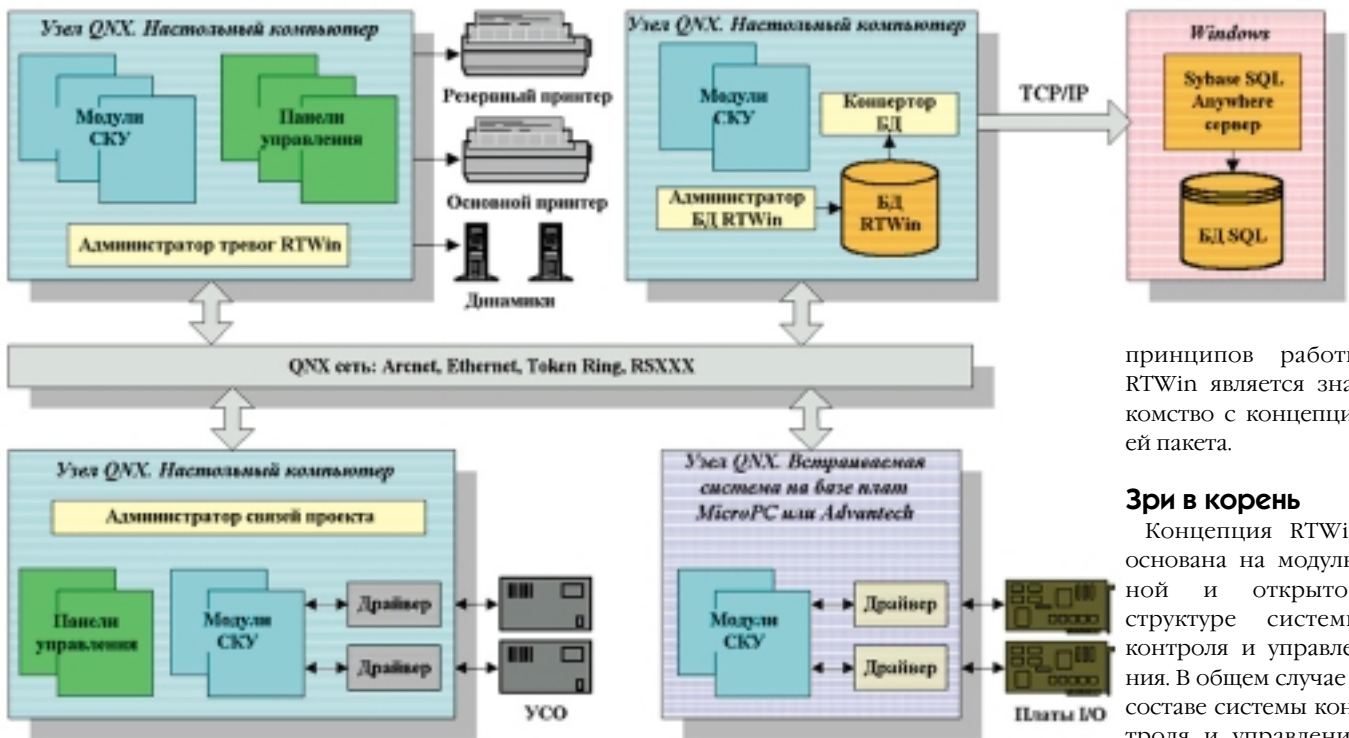 Узел QNX. Настольный компьютер
Модули
СКУ
Панели
управления
Администратор тревог RTWin
Резервный принтер
Основной принтер
Динамики
Узел QNX. Настольный компьютер
Модули
СКУ
Конвертор
БД
Администратор
БД RTWin
БД
RTWin
TCP/IP
Windows
Sybase SQL
Anywhere
сервер
БД SQL
QNX сеть: Arcnet, Ethernet, Token Ring, RSXXX
Узел QNX. Настольный компьютер
Администратор связей проекта
Панели
управления
Модули
СКУ
Драйвер
Драйвер
УСО
Узел QNX. Встраиваемая
система на базе плат
MicroPC или Advantech
Модули
СКУ
Драйвер
Драйвер
Платы I/O
принципов
RTWin является зна
комство с концепци
ей пакета.
Зри в корень
Концепция
основана на модуль
ной и
структуре
контроля и управле
ния. В общем случае
составе системы кон
троля и управлени